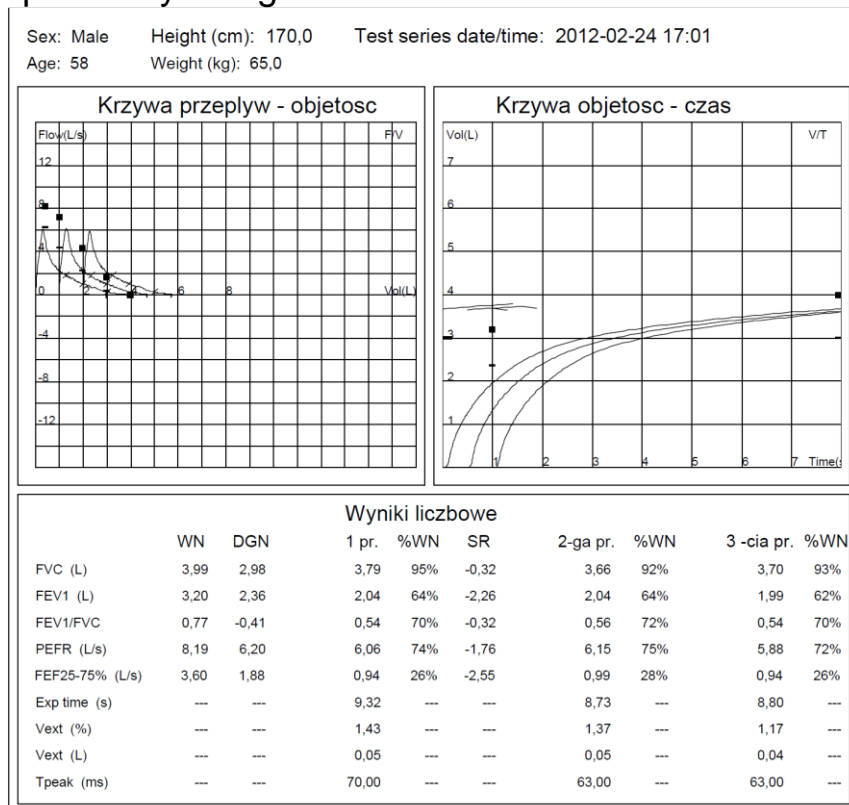 Sex: Male Height (cm): 170,0 Test series date/time: 2012-02-24 17:01
Age: 58 Weight (kg): 65,0
Krzywa przeplyw - objetosc
Flow(L/s) F/V
12
8
4
0 2 4 6 8 Vol(L)
-4
-8
-12
Krzywa objetosc - czas
Vol(L) V/T
7
6
5
4
3
2
1
1 2 3 4 5 6 7 Time(s
Wyniki liczbowe
WN DGN 1 pr. %WN SR 2-ga pr. %WN 3 -cia pr. %WN
FVC (L) 3,99 2,98 3,79 95% -0,32 3,66 92% 3,70 93%
FEV1 (L) 3,20 2,36 2,04 64% -2,26 2,04 64% 1,99 62%
FEV1/FVC 0,77 -0,41 0,54 70% -0,32 0,56 72% 0,54 70%
PEFR (L/s) 8,19 6,20 6,06 74% -1,76 6,15 75% 5,88 72%
FEF25-75% (L/s) 3,60 1,88 0,94 26% -2,55 0,99 28% 0,94 26%
Exp time (s) --- --- 9,32 --- --- 8,73 --- 8,80 ---
Vext (%) --- --- 1,43 --- --- 1,37 --- 1,17 ---
Vext (L) --- --- 0,05 --- --- 0,05 --- 0,04 ---
Tpeak (ms) --- --- 70,00 --- --- 63,00 --- 63,00 ---